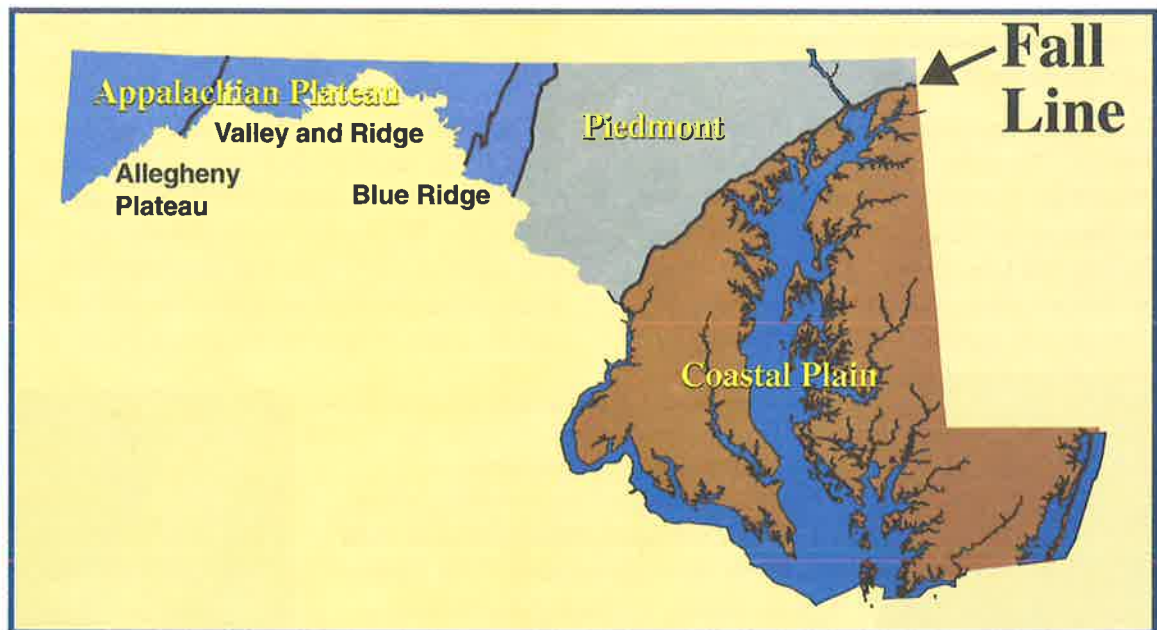 Fall
Line
Appalachian Plateau
Piedmont
Valley and Ridge
Allegheny
Plateau
Blue Ridge
Coastal Plain